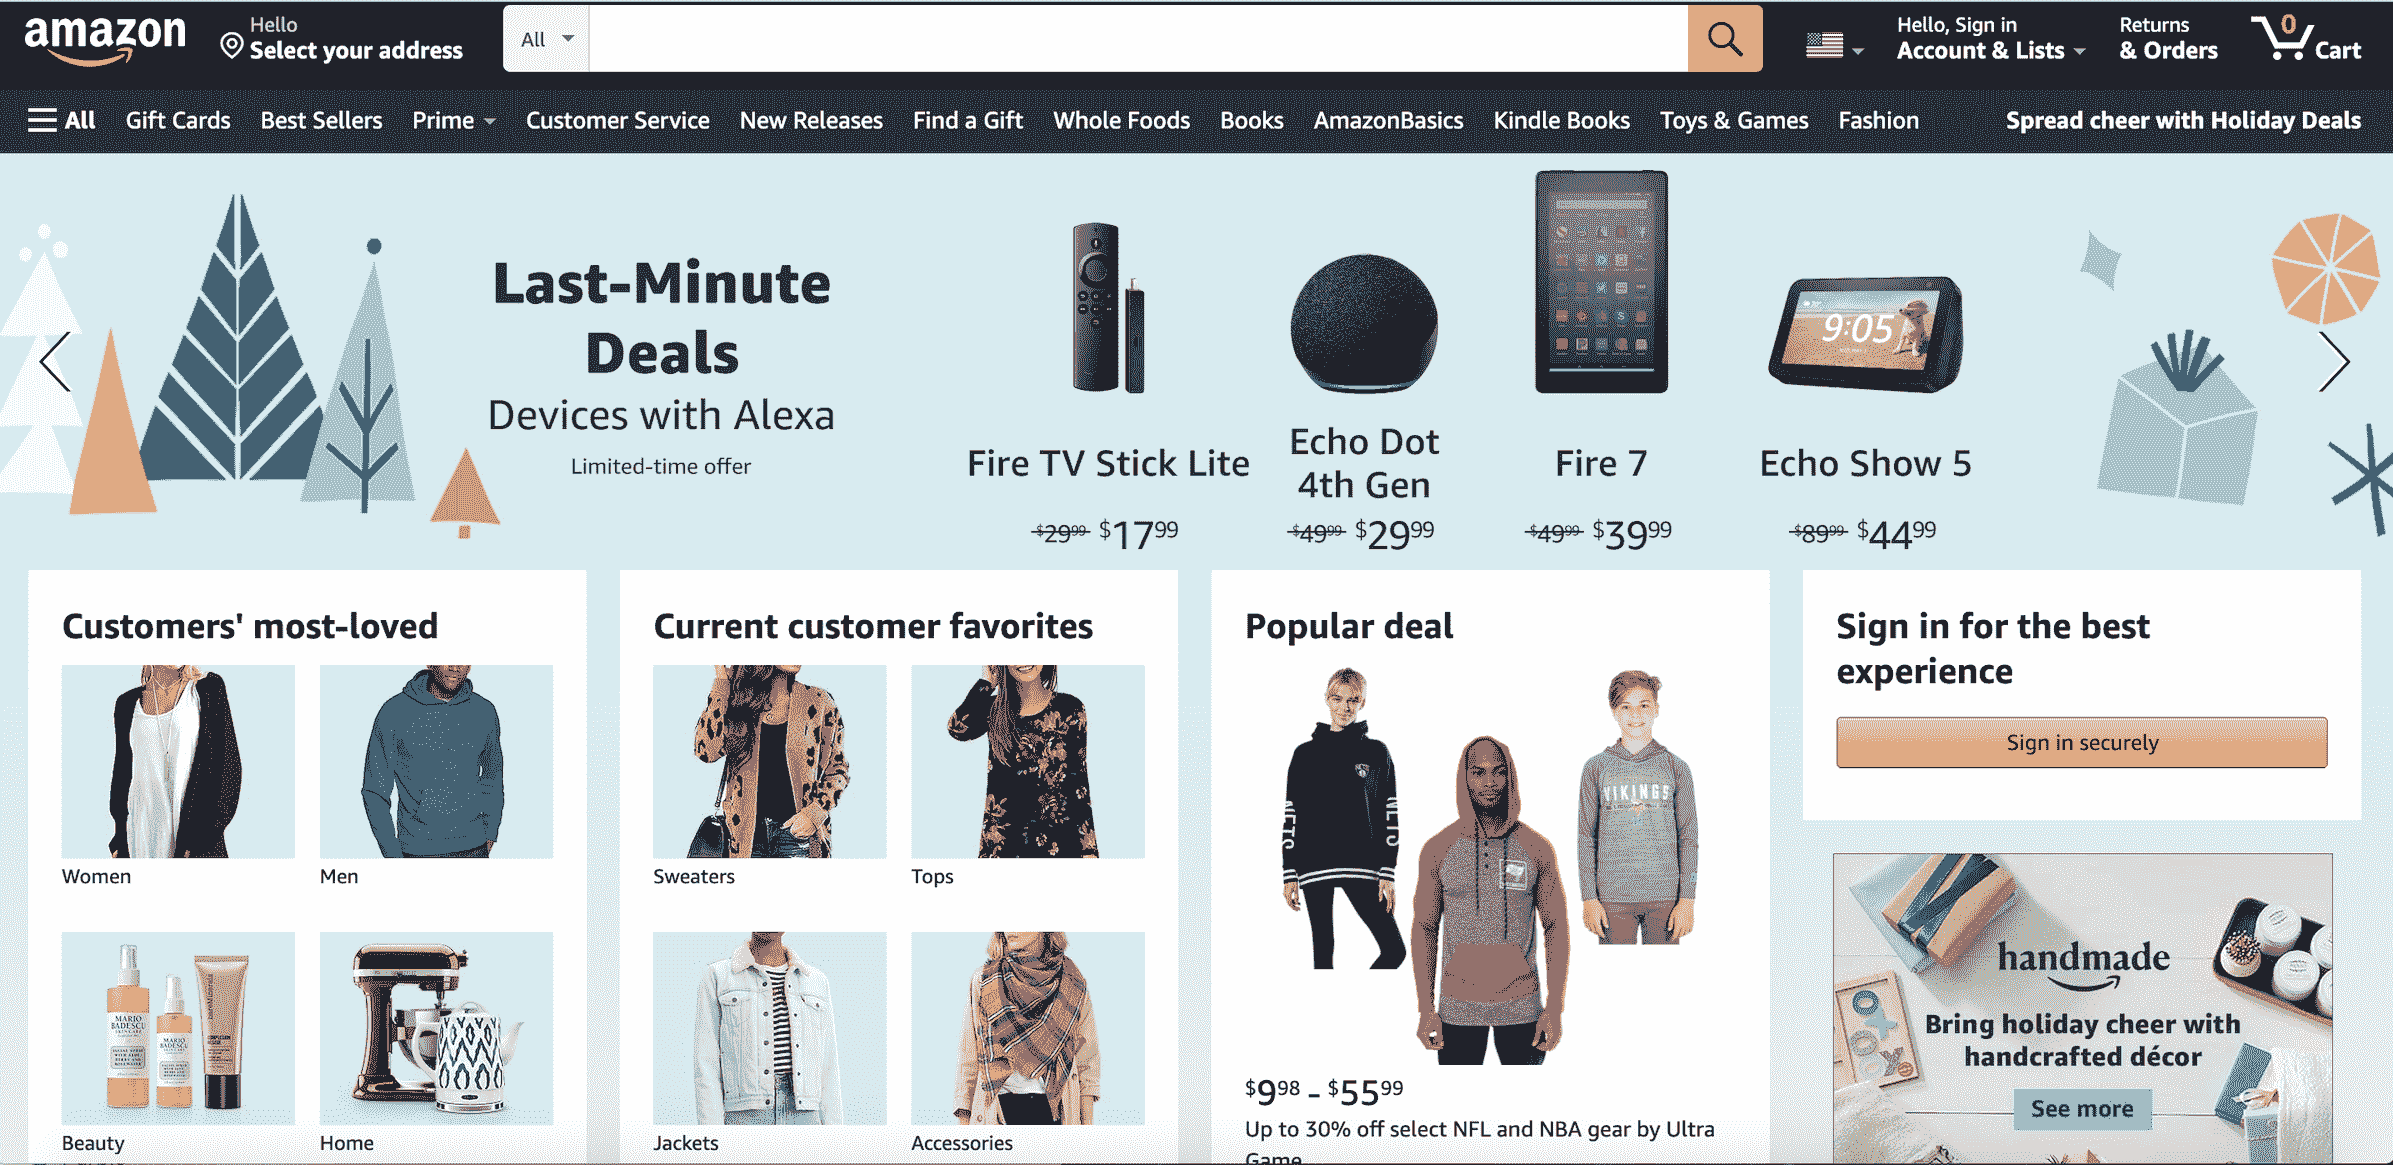 amazon
Hello
Select your address
All
Hello, Sign in
Account & Lists
Returns
& Orders
0
Cart
All Gift Cards Best Sellers Prime Customer Service New Releases Find a Gift Whole Foods Books AmazonBasics Kindle Books Toys & Games Fashion Spread cheer with Holiday Deals
Last-Minute
Deals
Devices with Alexa
Limited-time offer
9:05
Fire TV Stick Lite
$29.99 $17.99
Echo Dot
4th Gen
$49.99 $29.99
Fire 7
$49.99 $39.99
Echo Show 5
$89.99 $44.99
Customers' most-loved
Women
Men
MARIO
BADESCU
MARIO
BADESCU
Beauty
Home
Current customer favorites
Sweaters
Tops
Jackets
Accessories
Popular deal
NETS
NETS
VIKINGS
$9.98 - $55.99
Up to 30% off select NFL and NBA gear by Ultra
Game
Sign in for the best
experience
Sign in securely
handmade
Bring holiday cheer with
handcrafted décor
See more